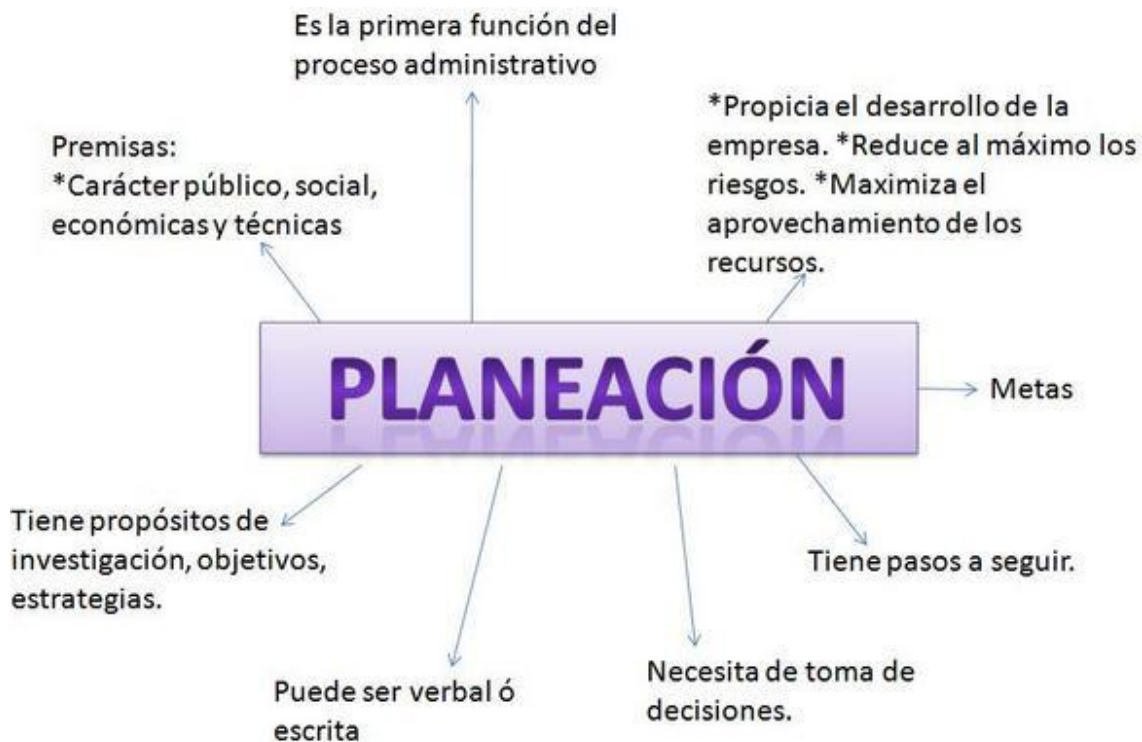 Es la primera función del
proceso administrativo
Premisas:
*Carácter público, social,
económicas y técnicas
*Propicia el desarrollo de la
empresa. *Reduce al máximo los
riesgos. *Maximiza el
aprovechamiento de los
recursos.
PLANEACIÓN
Metas
Tiene propósitos de
investigación, objetivos,
estrategias.
Tiene pasos a seguir.
Puede ser verbal ó
escrita
Necesita de toma de
decisiones.